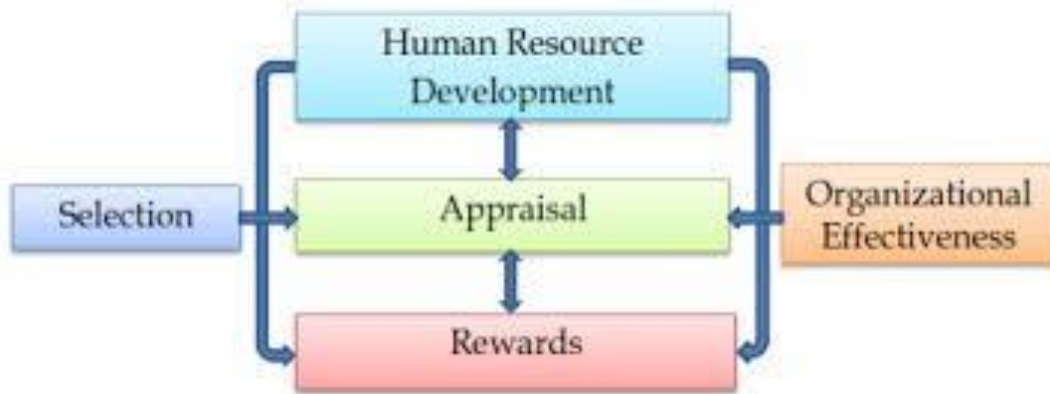 Human Resource
Development
Selection
Appraisal
Organizational
Effectiveness
Rewards